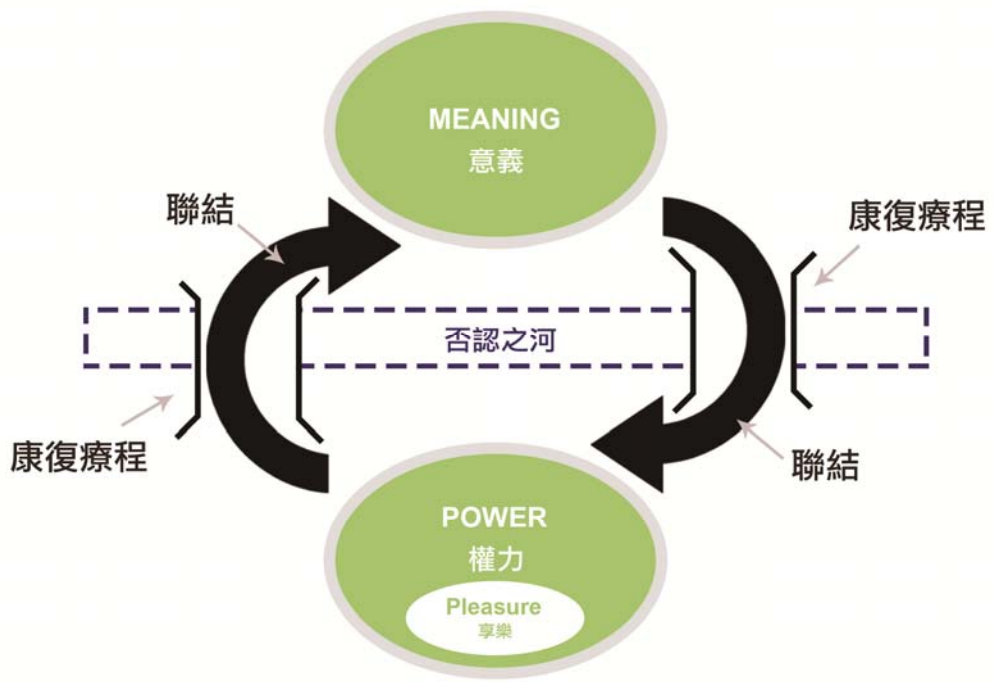 MEANING
意義
聯結
康復療程
否認之河
康復療程
聯結
POWER
權力
Pleasure
享樂